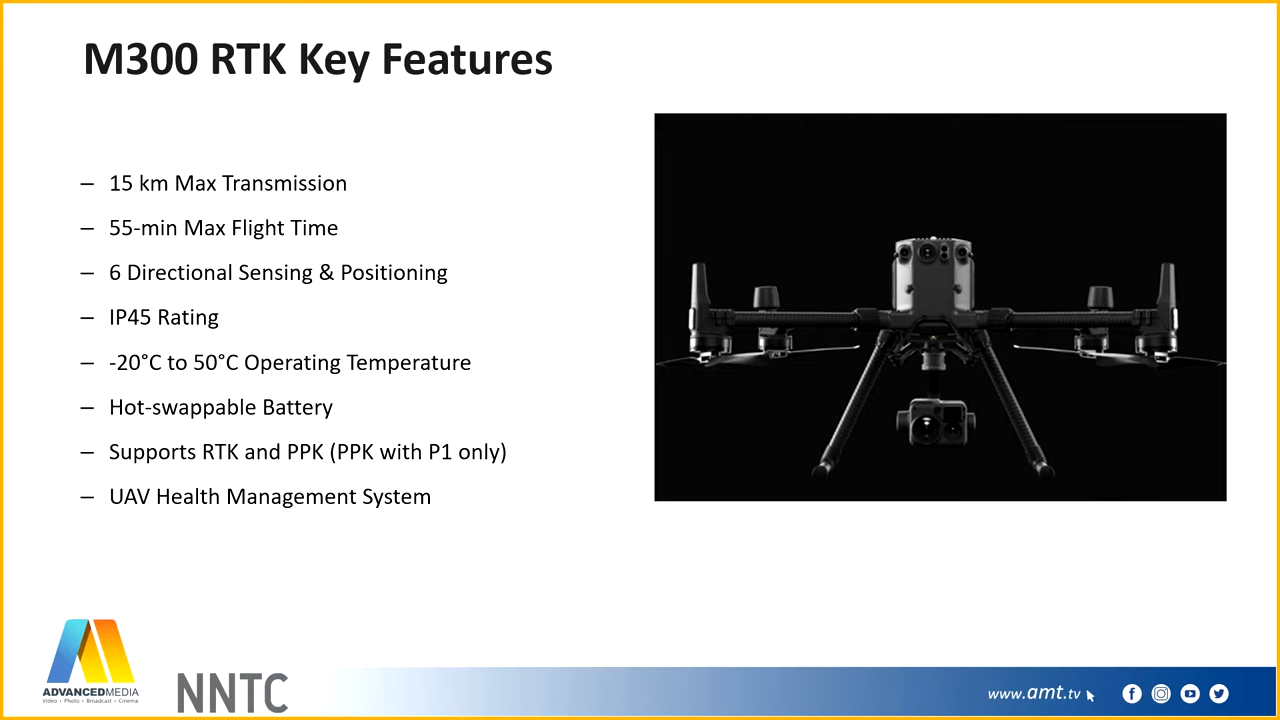 M300 RTK Key Features
– 15 km Max Transmission
– 55-min Max Flight Time
– 6 Directional Sensing & Positioning
– IP45 Rating
– -20°C to 50°C Operating Temperature
– Hot-swappable Battery
– Supports RTK and PPK (PPK with P1 only)
– UAV Health Management System
ADVANCEDMEDIA
Video • Photo • Broadcast • Cinema
NNTC
www.amt.tv